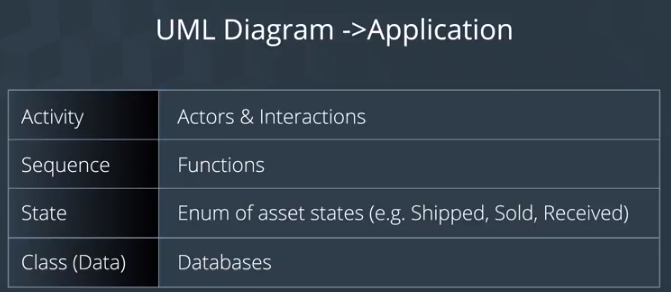 UML Diagram ->Application
Activity Actors & Interactions
Sequence Functions
State Enum of asset states (e.g. Shipped, Sold, Received)
Class (Data) Databases